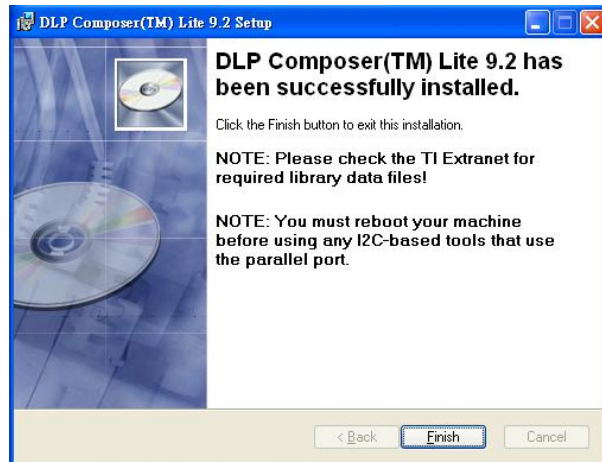 DLP Composer(TM) Lite 9.2 Setup
DLP Composer(TM) Lite 9.2 has
been successfully installed.
Click the Finish button to exit this installation.
NOTE: Please check the TI Extranet for
required library data files!
NOTE: You must reboot your machine
before using any I2C-based tools that use
the parallel port.
< Back
Finish
Cancel